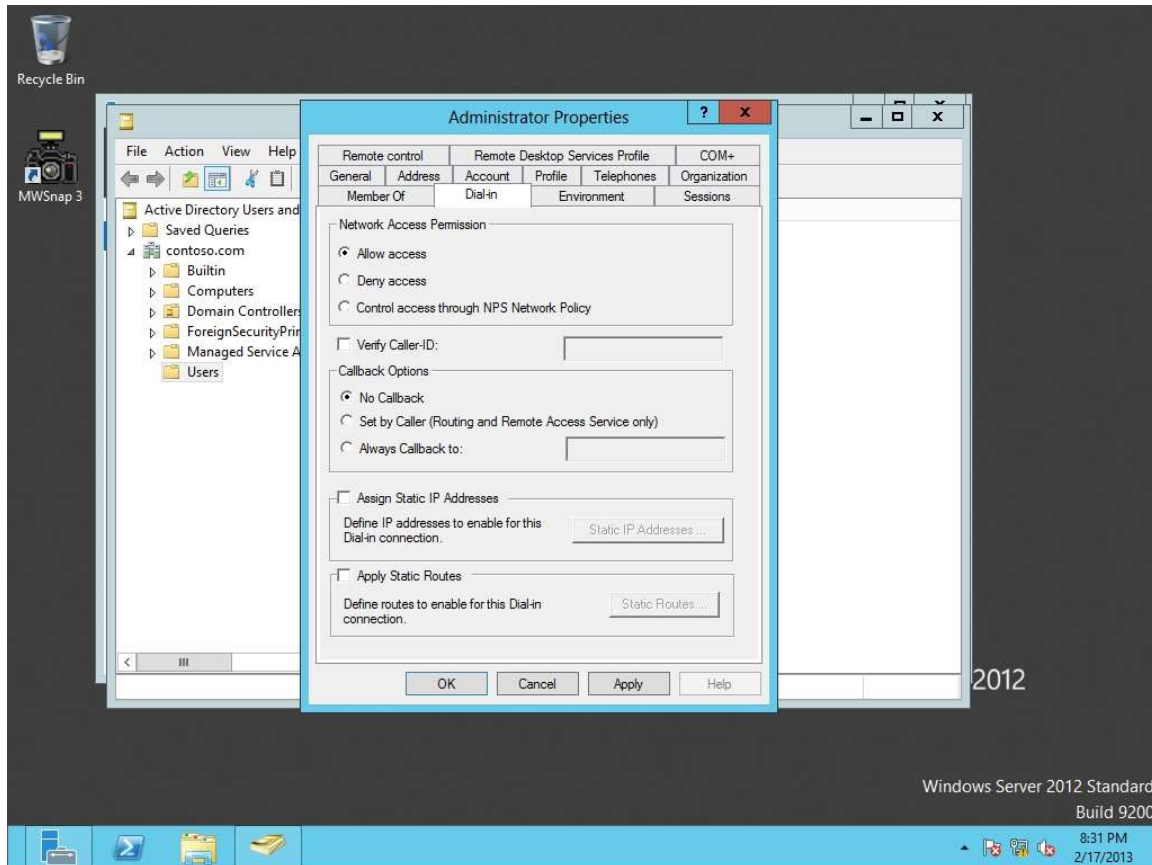 Recycle Bin
MWSnap 3
File Action View Help
Active Directory Users and
Saved Queries
contoso.com
Builtin
Computers
Domain Controllers
ForeignSecurityPrin
Managed Service A
Users
Administrator Properties
Remote control Remote Desktop Services Profile COM+
General Address Account Profile Telephones Organization
Member Of Dial-in Environment Sessions
Network Access Permission
Allow access
Deny access
Control access through NPS Network Policy
Verify Caller-ID:
Callback Options
No Callback
Set by Caller (Routing and Remote Access Service only)
Always Callback to:
Assign Static IP Addresses
Define IP addresses to enable for this
Dial-in connection.
Static IP Addresses ...
Apply Static Routes
Define routes to enable for this Dial-in
connection.
Static Routes ...
OK Cancel Apply Help
2012
Windows Server 2012 Standard
Build 9200
8:31 PM
2/17/2013